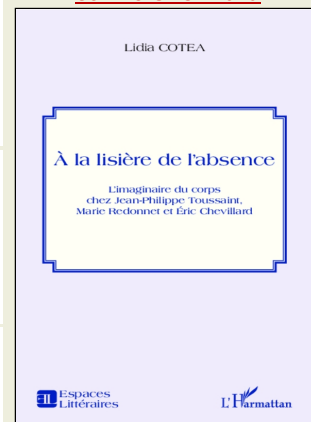 Lidia COTEA
À la lisière de l'absence
L'imaginaire du corps
chez Jean-Philippe Toussaint,
Marie Redonnet et Éric Chevillard
Espaces
Littéraires
L'Harmattan